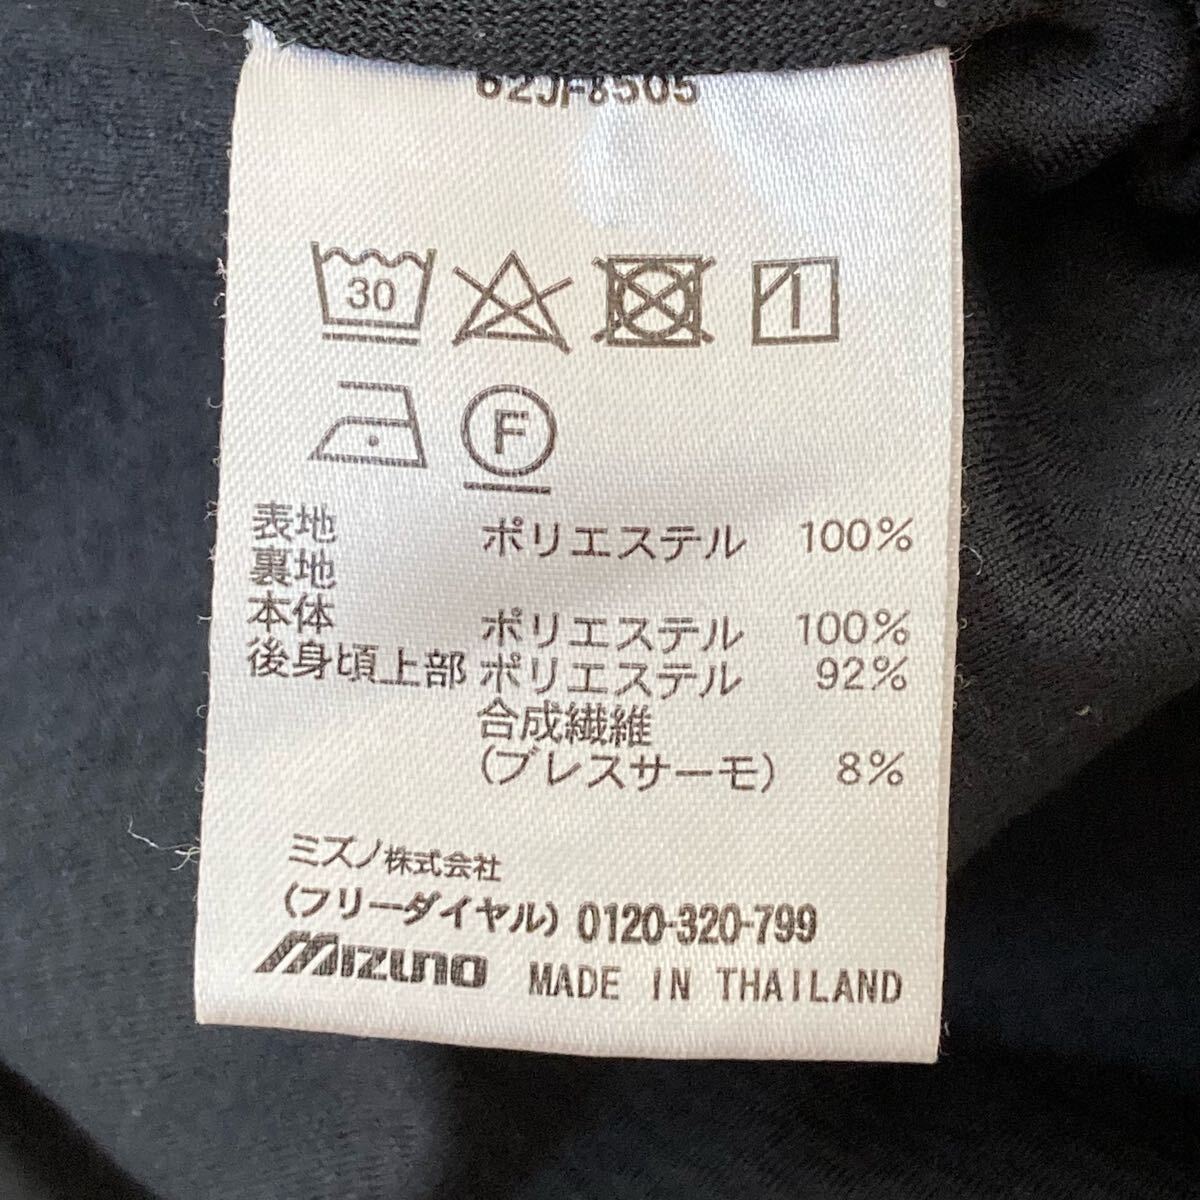 62JF8505
30
F
表地 ポリエステル 100%
裏地
本体 ポリエステル 100%
後身頃上部 ポリエステル 92%
合成繊維
(ブレスサーモ) 8%
ミズノ株式会社
(フリーダイヤル) 0120-320-799
MIZUNO MADE IN THAILAND